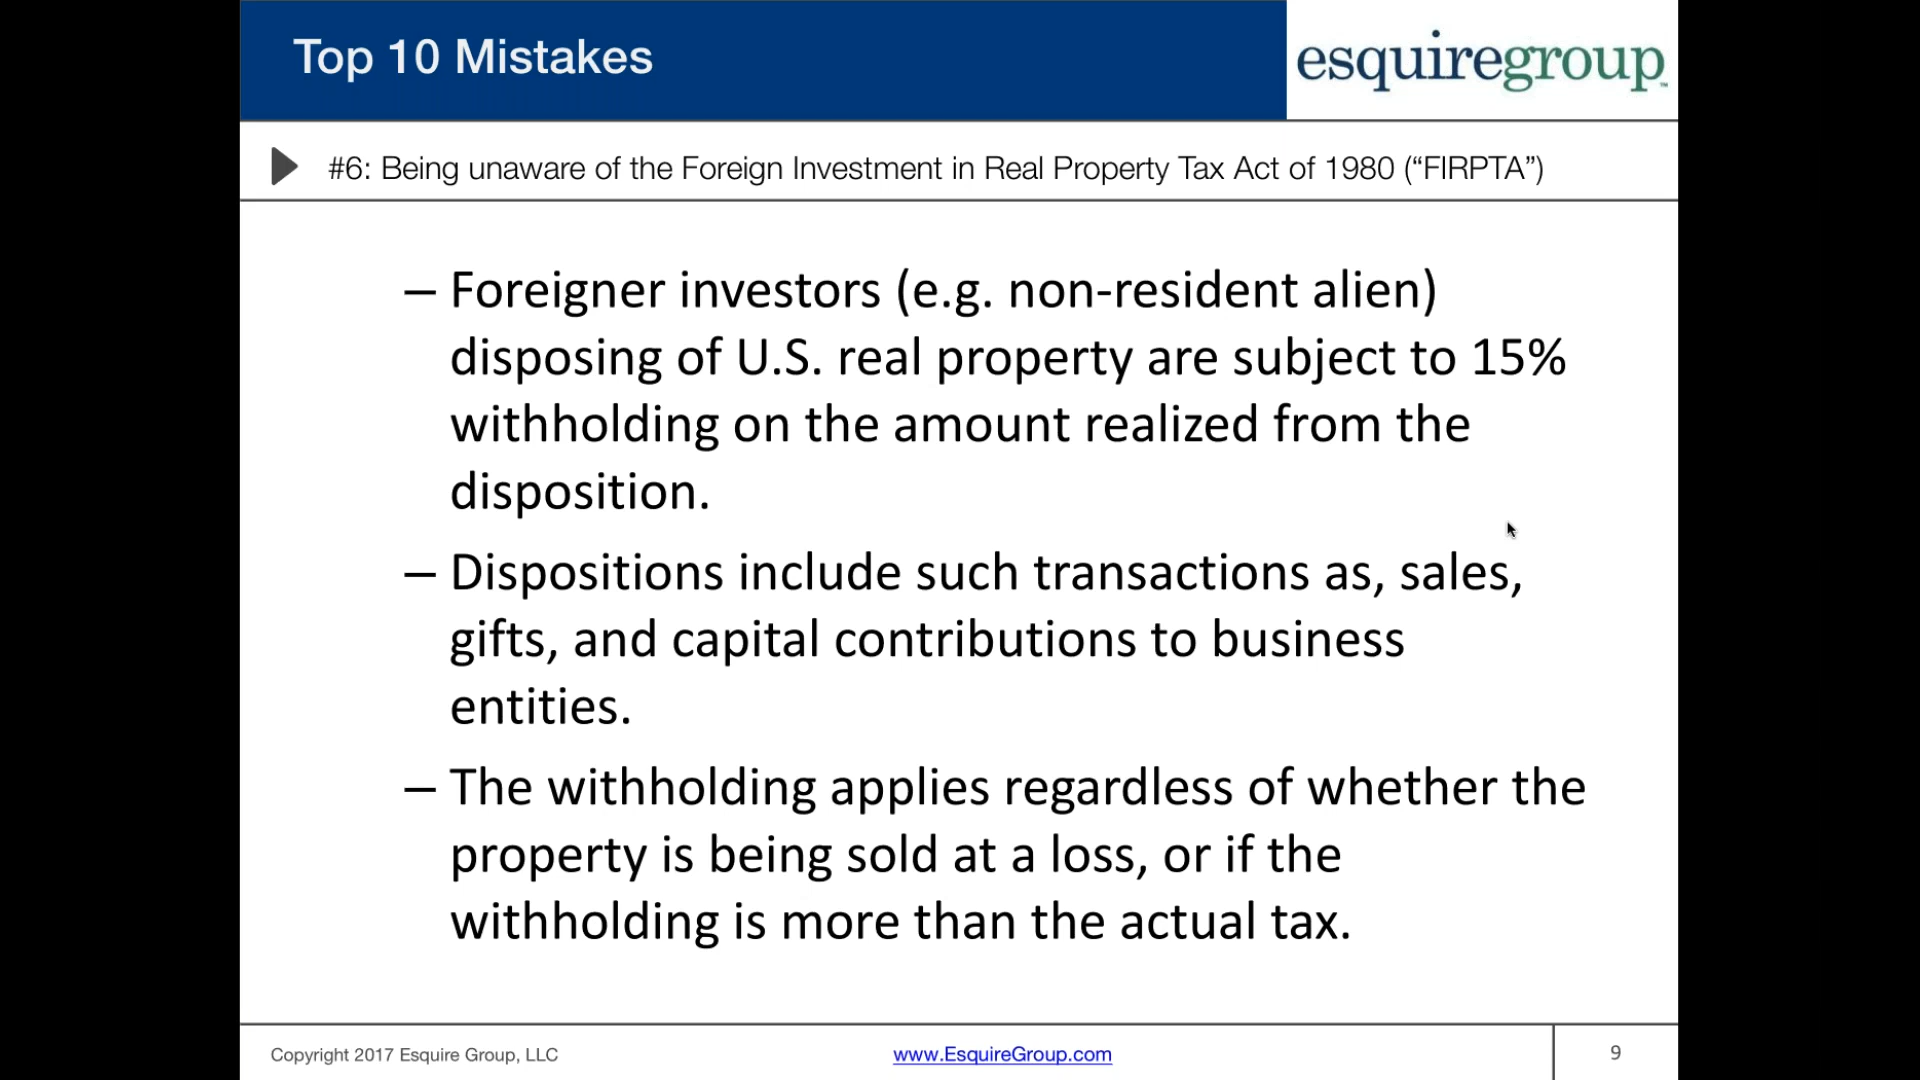 Top 10 Mistakes
esquiregroup™
#6: Being unaware of the Foreign Investment in Real Property Tax Act of 1980 (“FIRPTA”)
– Foreigner investors (e.g. non-resident alien)
disposing of U.S. real property are subject to 15%
withholding on the amount realized from the
disposition.
– Dispositions include such transactions as, sales,
gifts, and capital contributions to business
entities.
– The withholding applies regardless of whether the
property is being sold at a loss, or if the
withholding is more than the actual tax.
Copyright 2017 Esquire Group, LLC
www.EsquireGroup.com
9